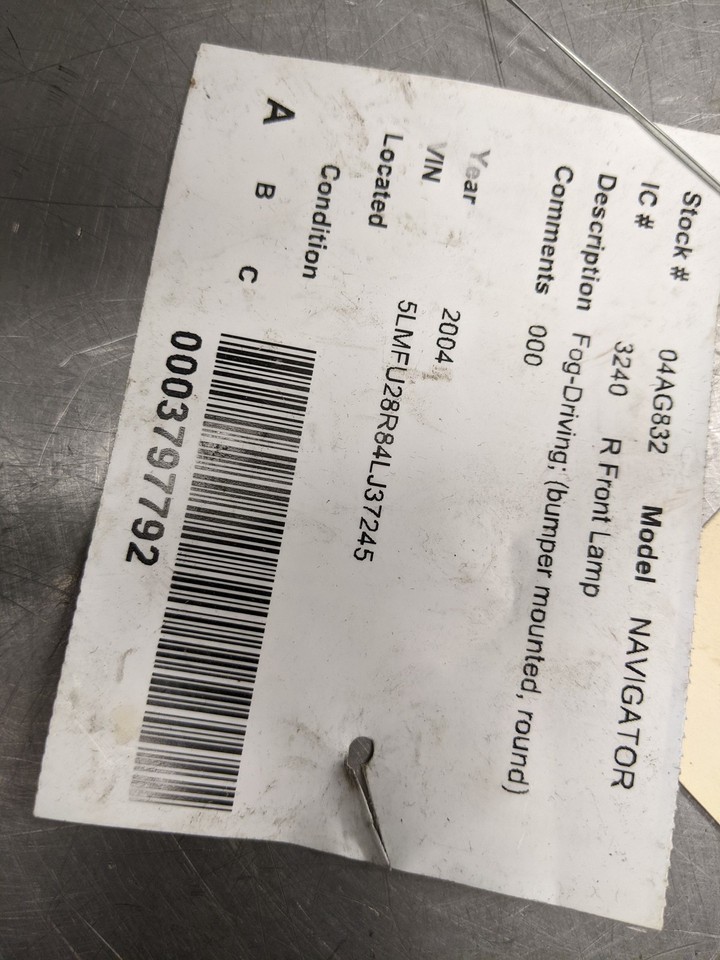 Stock # 04AG832 Model NAVIGATOR
IC # 3240 R Front Lamp
Description Fog-Driving; (bumper mounted, round)
Comments 000
Year 2004
VIN 5LMFU28R84LJ37245
Located
Condition
A B C
0003797792